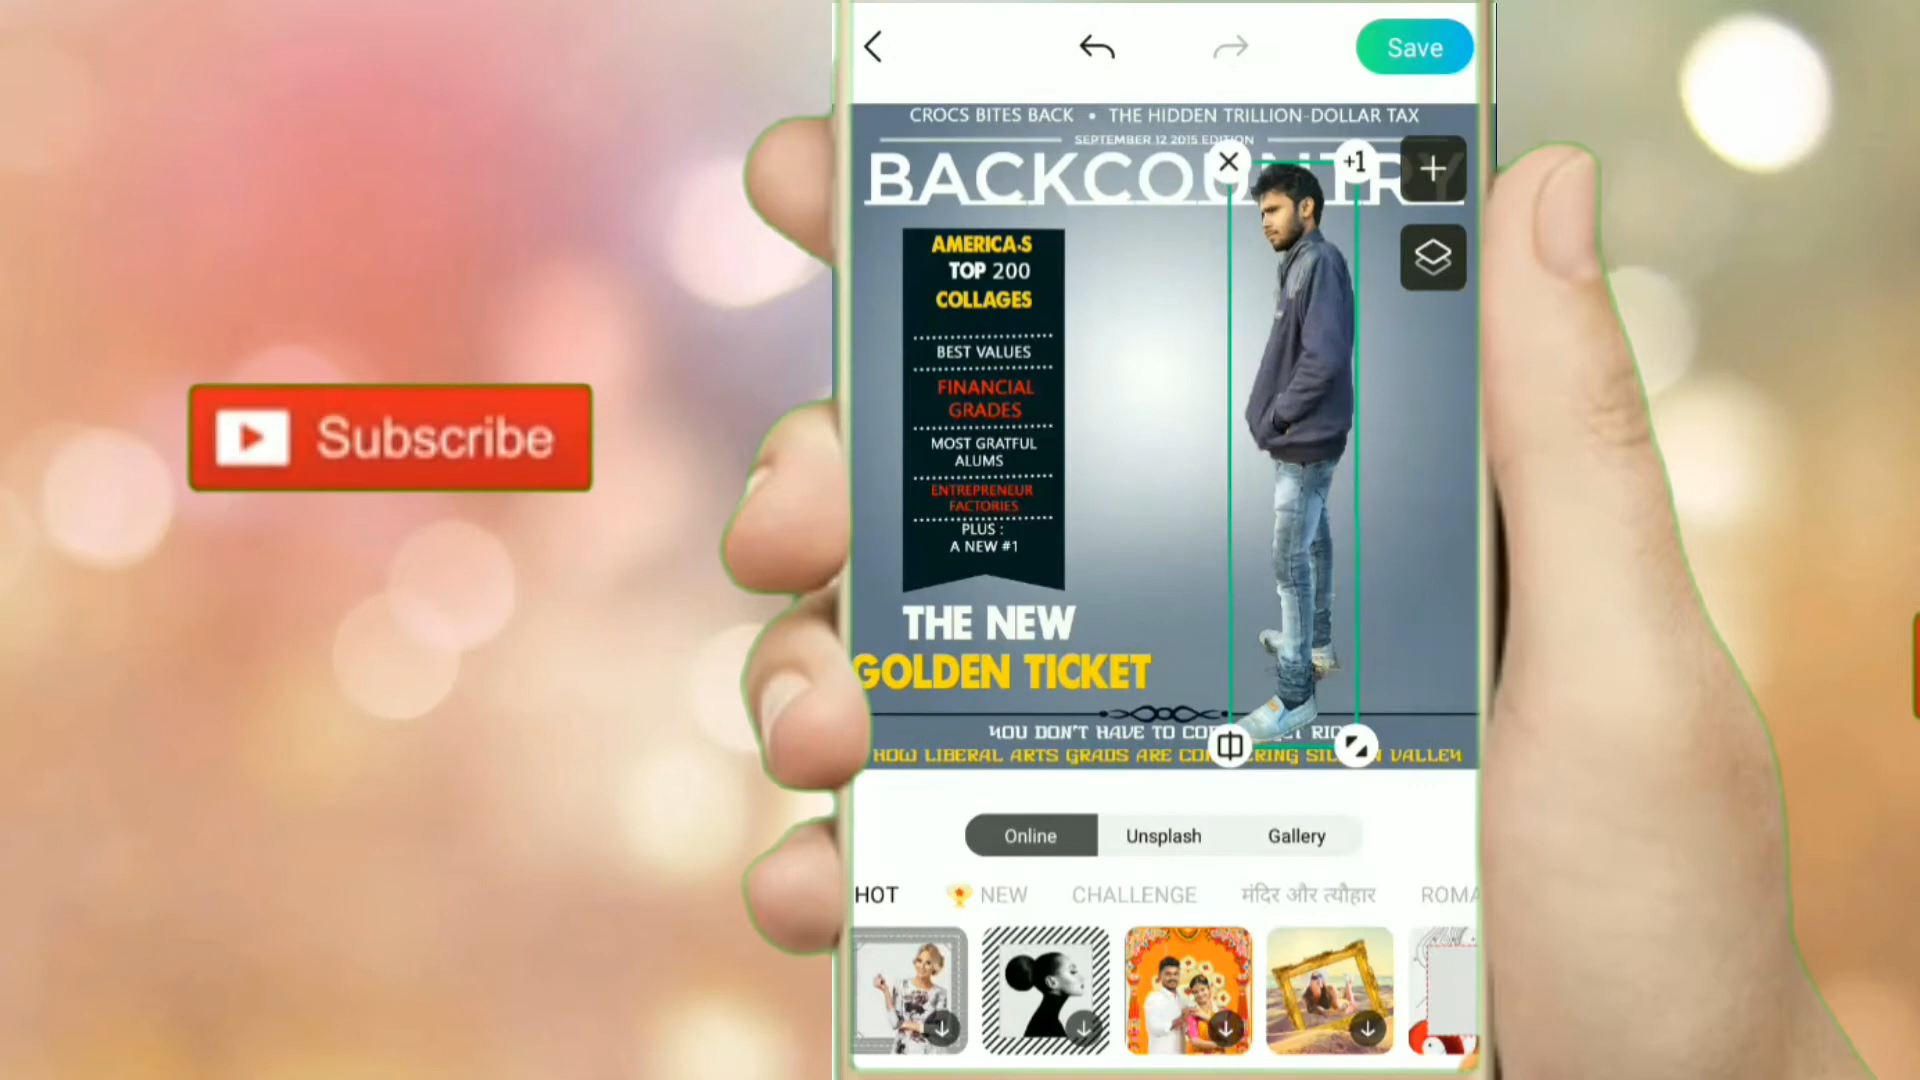 Subscribe
Save
CROCS BITES BACK • THE HIDDEN TRILLION-DOLLAR TAX
SEPTEMBER 12 2015 EDITION
BACKCOUNTRY
+1
AMERICA.S
TOP 200
COLLAGES
BEST VALUES
FINANCIAL
GRADES
MOST GRATFUL
ALUMS
ENTREPRENEUR
FACTORIES
PLUS :
A NEW #1
THE NEW
GOLDEN TICKET
YOU DON'T HAVE TO
HOW LIBERAL ARTS GRADS ARE VALLEY
Online Unsplash Gallery
HOT NEW CHALLENGE मंदिर और त्यौहार